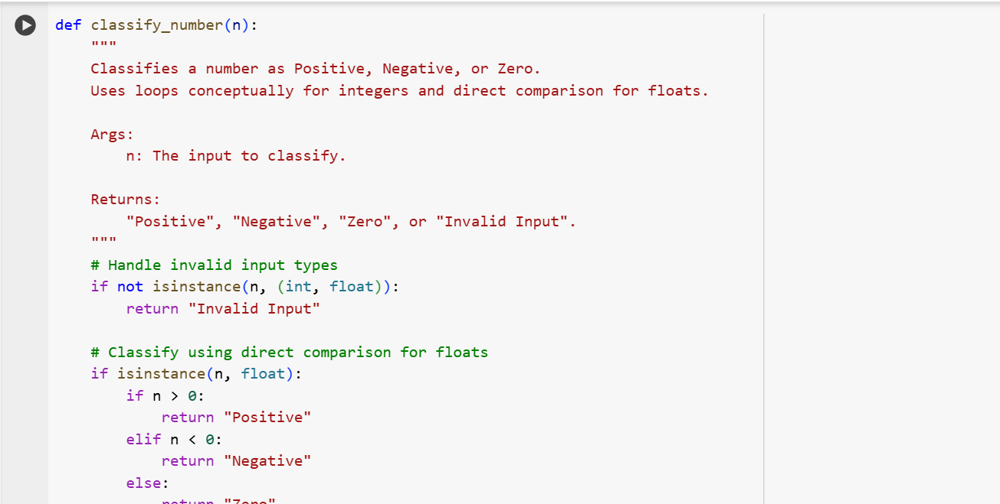 def classify_number(n):
    """
    Classifies a number as Positive, Negative, or Zero.
    Uses loops conceptually for integers and direct comparison for floats.

    Args:
        n: The input to classify.

    Returns:
        "Positive", "Negative", "Zero", or "Invalid Input".
    """
    # Handle invalid input types
    if not isinstance(n, (int, float)):
        return "Invalid Input"

    # Classify using direct comparison for floats
    if isinstance(n, float):
        if n > 0:
            return "Positive"
        elif n < 0:
            return "Negative"
        else:
            return "Zero"